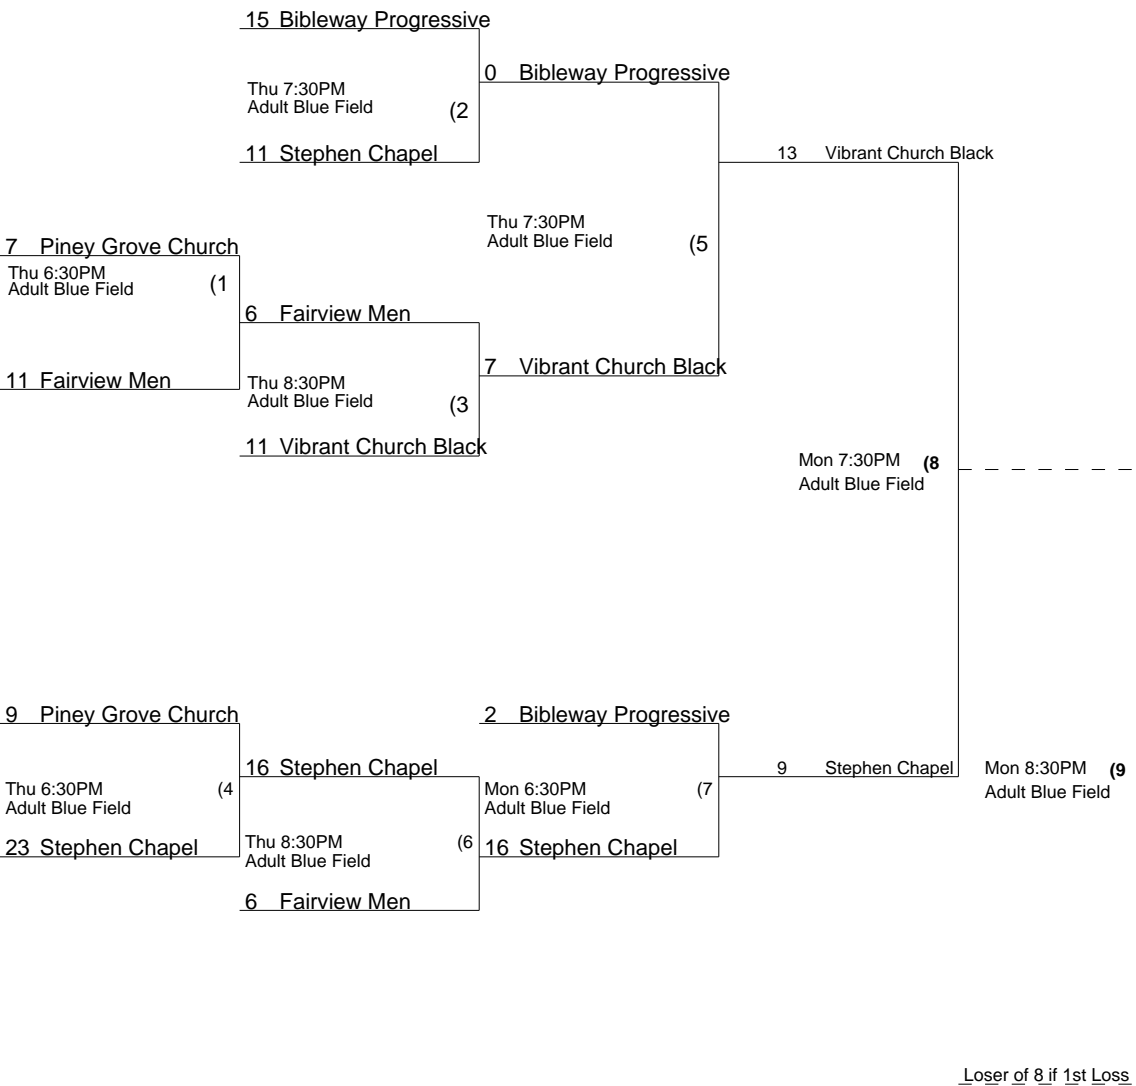 15 Bibleway Progressive
0 Bibleway Progressive
Thu 7:30PM
Adult Blue Field
(2
11 Stephen Chapel
13 Vibrant Church Black
Thu 7:30PM
Adult Blue Field
(5
7 Piney Grove Church
Thu 6:30PM
Adult Blue Field
(1
6 Fairview Men
7 Vibrant Church Black
11 Fairview Men
Thu 8:30PM
Adult Blue Field
(3
11 Vibrant Church Black
Mon 7:30PM (8
Adult Blue Field
9 Piney Grove Church
2 Bibleway Progressive
16 Stephen Chapel
9 Stephen Chapel
Mon 8:30PM (9
Adult Blue Field
Thu 6:30PM (4
Adult Blue Field
Mon 6:30PM (7
Adult Blue Field
23 Stephen Chapel
Thu 8:30PM (6
Adult Blue Field
16 Stephen Chapel
6 Fairview Men
Loser of 8 if 1st Loss